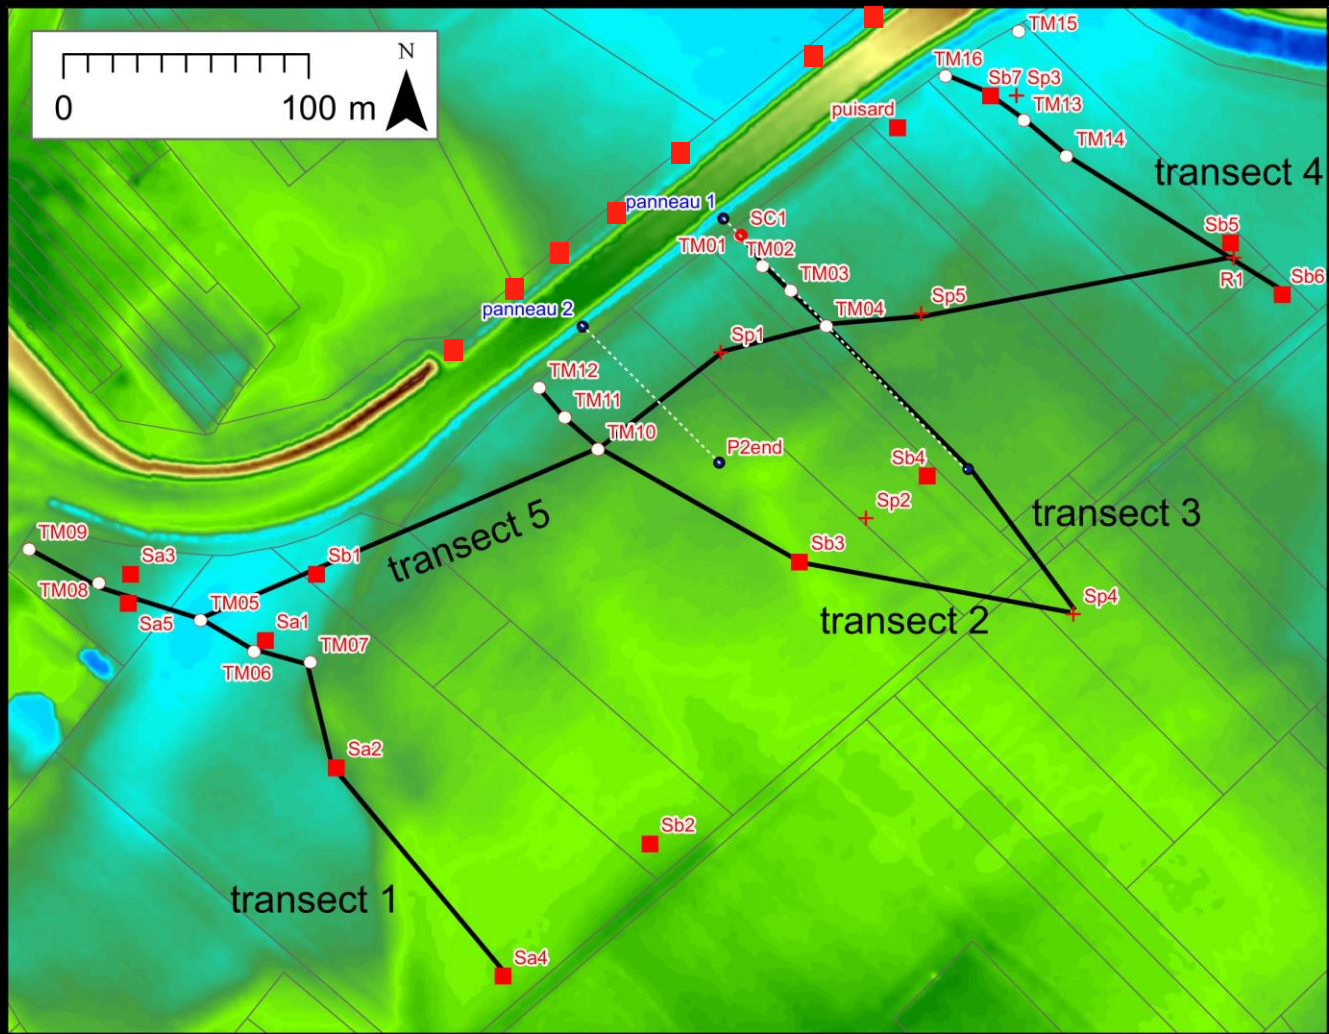 TM15
N
TM16
Sb7 Sp3
0
100 m
puisard
TM13
TM14
transect 4
panneau 1
SC1
Sb5
TM01
TM02
TM03
R1
Sb6
panneau 2
TM04
Sp5
Sp1
TM12
TM11
TM10
P2end
Sb4
Sp2
transect 3
TM09
Sa3
Sb1
transect 5
Sb3
TM08
Sa5
TM05
Sa1
TM06
TM07
transect 2
Sp4
Sa2
Sb2
transect 1
Sa4